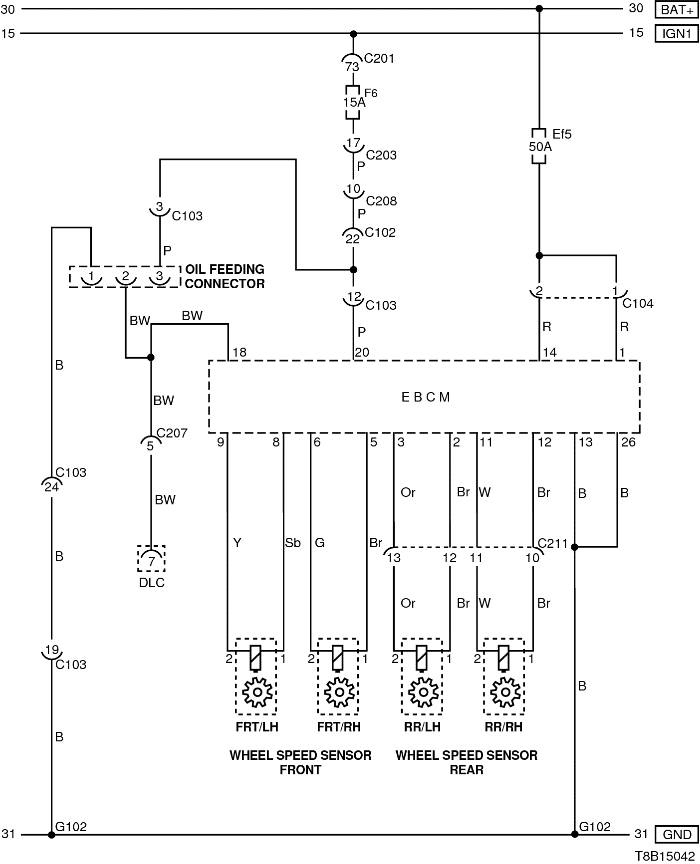 30 30 BAT+
15 15 IGN1
C201
73
F6
15A
Ef5
50A
17
C203
P
10
C208
P
3
C103
22
C102
P
OIL FEEDING
CONNECTOR
1 2 3
12
C103
2 1
C104
BW BW
P
R R
18 20 14 1
B
EBCM
BW
9 8 6 5 3 2 11 12 13 26
C207
5
C103
24
Or Br W Br B B
BW
Y Sb G Br
C211
13 12 11 10
B
7
DLC
Or Br W Br
19
C103
2 1 2 1 2 1 2 1
B
B
FRT/LH FRT/RH RR/LH RR/RH
WHEEL SPEED SENSOR
FRONT
WHEEL SPEED SENSOR
REAR
31 G102 G102 31 GND
T8B15042